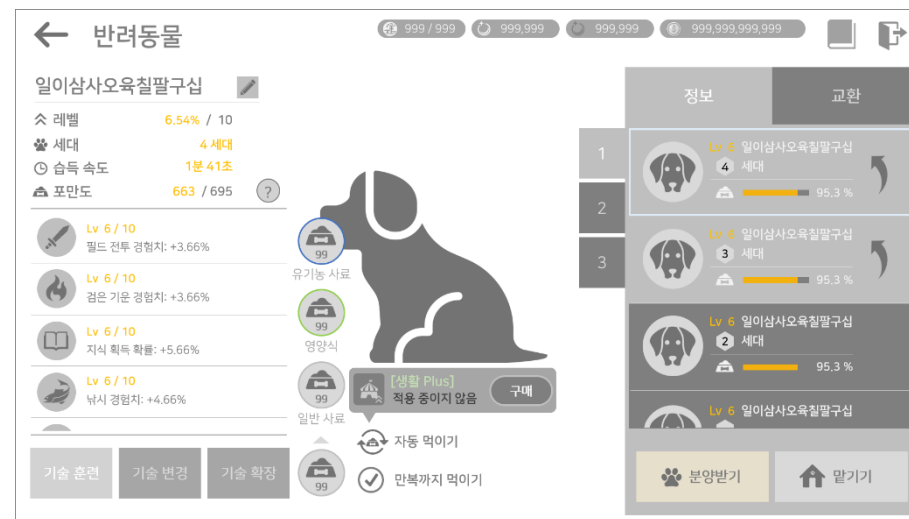 반려동물
999 / 999
999,999
999,999
999,999,999,999
일이삼사오육칠팔구십
레벨 6.54% / 10
세대 4 세대
습득 속도 1분 41초
포만도 663 / 695 ?
Lv 6 / 10
필드 전투 경험치: +3.66%
Lv 6 / 10
검은 기운 경험치: +3.66%
Lv 6 / 10
지식 획득 확률: +5.66%
Lv 6 / 10
낚시 경험치: +4.66%
기술 훈련
기술 변경
기술 확장
99
유기농 사료
99
영양식
99
일반 사료
99
[생활 Plus]
적용 중이지 않음
구매
자동 먹이기
만복까지 먹이기
정보
교환
1
2
3
Lv 6 일이삼사오육칠팔구십
4 세대
95.3 %
Lv 6 일이삼사오육칠팔구십
3 세대
95.3 %
Lv 6 일이삼사오육칠팔구십
2 세대
95.3 %
Lv 6 일이삼사오육칠팔구십
분양받기
맡기기